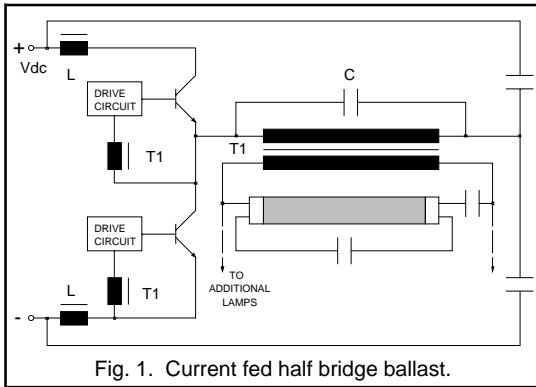 +
Vdc
L
DRIVE
CIRCUIT
T1
C
T1
DRIVE
CIRCUIT
T1
L
-
TO
ADDITIONAL
LAMPS
Fig. 1. Current fed half bridge ballast.